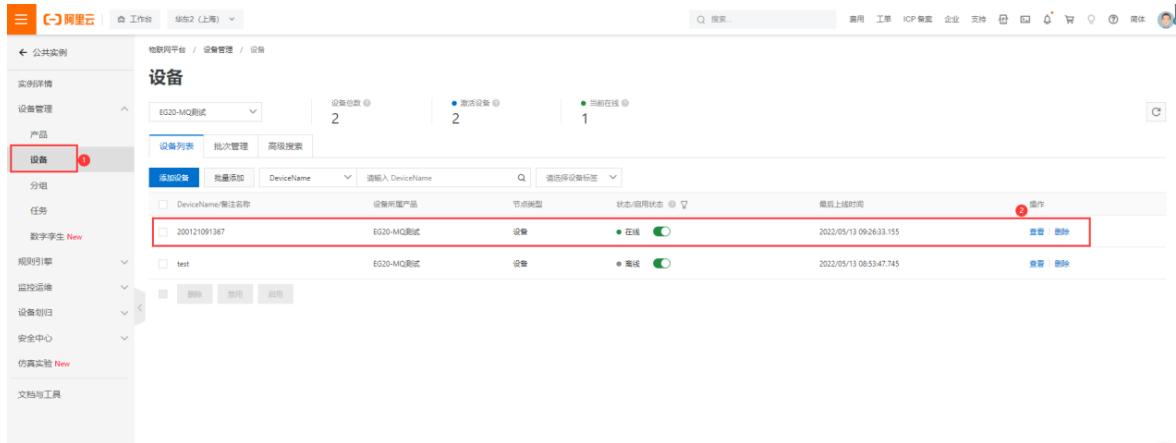 阿里云 工作台 华东2（上海） 搜索... 费用 工单 ICP 备案 企业 支持 简体
公共实例
物联网平台 / 设备管理 / 设备
设备
实例详情
设备管理
产品
设备 1
分组
任务
数字孪生 New
规则引擎
监控运维
设备划归
安全中心
仿真实验 New
文档与工具
EG20-MQ测试
设备总数 激活设备 当前在线
2 2 1
设备列表 批次管理 高级搜索
添加设备 批量添加 DeviceName 请输入 DeviceName 请选择设备标签
DeviceName/备注名称 设备所属产品 节点类型 状态/启用状态 最后上线时间 2 操作
200121091367 EG20-MQ测试 设备 在线 2022/05/13 09:26:33.155 查看 删除
test EG20-MQ测试 设备 离线 2022/05/13 08:53:47.745 查看 删除
删除 禁用 启用